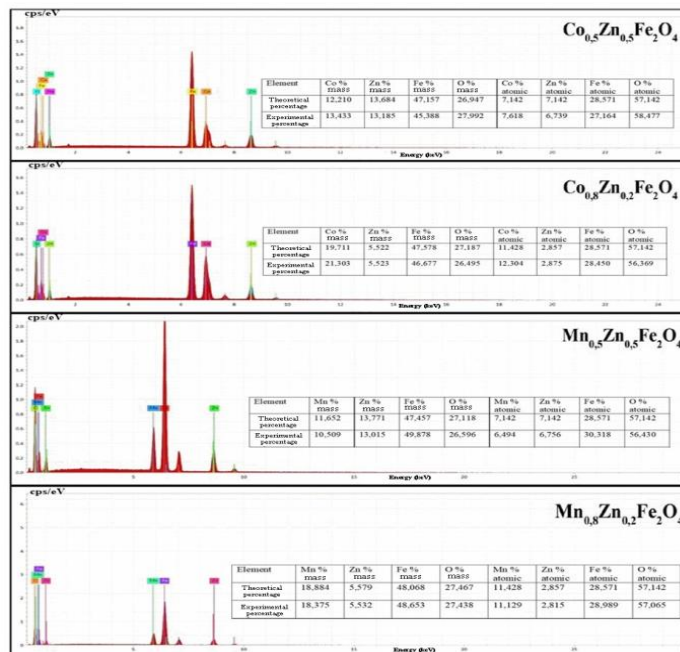 cps/eV
Co0,5Zn0,5Fe2O4
Element Co % mass Zn % mass Fe % mass O % mass Co % atomic Zn % atomic Fe % atomic O % atomic
Theoretical percentage 12,210 13,684 47,157 26,947 7,142 7,142 28,571 57,142
Experimental percentage 13,433 13,185 45,388 27,992 7,618 6,739 27,164 58,477
Energy (keV)
cps/eV
Co0,8Zn0,2Fe2O4
Element Co % mass Zn % mass Fe % mass O % mass Co % atomic Zn % atomic Fe % atomic O % atomic
Theoretical percentage 19,711 5,522 47,578 27,187 11,428 2,857 28,571 57,142
Experimental percentage 21,303 5,523 46,677 26,495 12,304 2,875 28,450 56,369
Energy (keV)
cps/eV
Mn0,5Zn0,5Fe2O4
Element Mn % mass Zn % mass Fe % mass O % mass Mn % atomic Zn % atomic Fe % atomic O % atomic
Theoretical percentage 11,652 13,771 47,457 27,118 7,142 7,142 28,571 57,142
Experimental percentage 10,509 13,015 49,878 26,596 6,494 6,756 30,318 56,430
Energy (keV)
cps/eV
Mn0,8Zn0,2Fe2O4
Element Mn % mass Zn % mass Fe % mass O % mass Mn % atomic Zn % atomic Fe % atomic O % atomic
Theoretical percentage 18,884 5,579 48,068 27,467 11,428 2,857 28,571 57,142
Experimental percentage 18,375 5,532 48,653 27,438 11,129 2,815 28,989 57,065
Energy (keV)